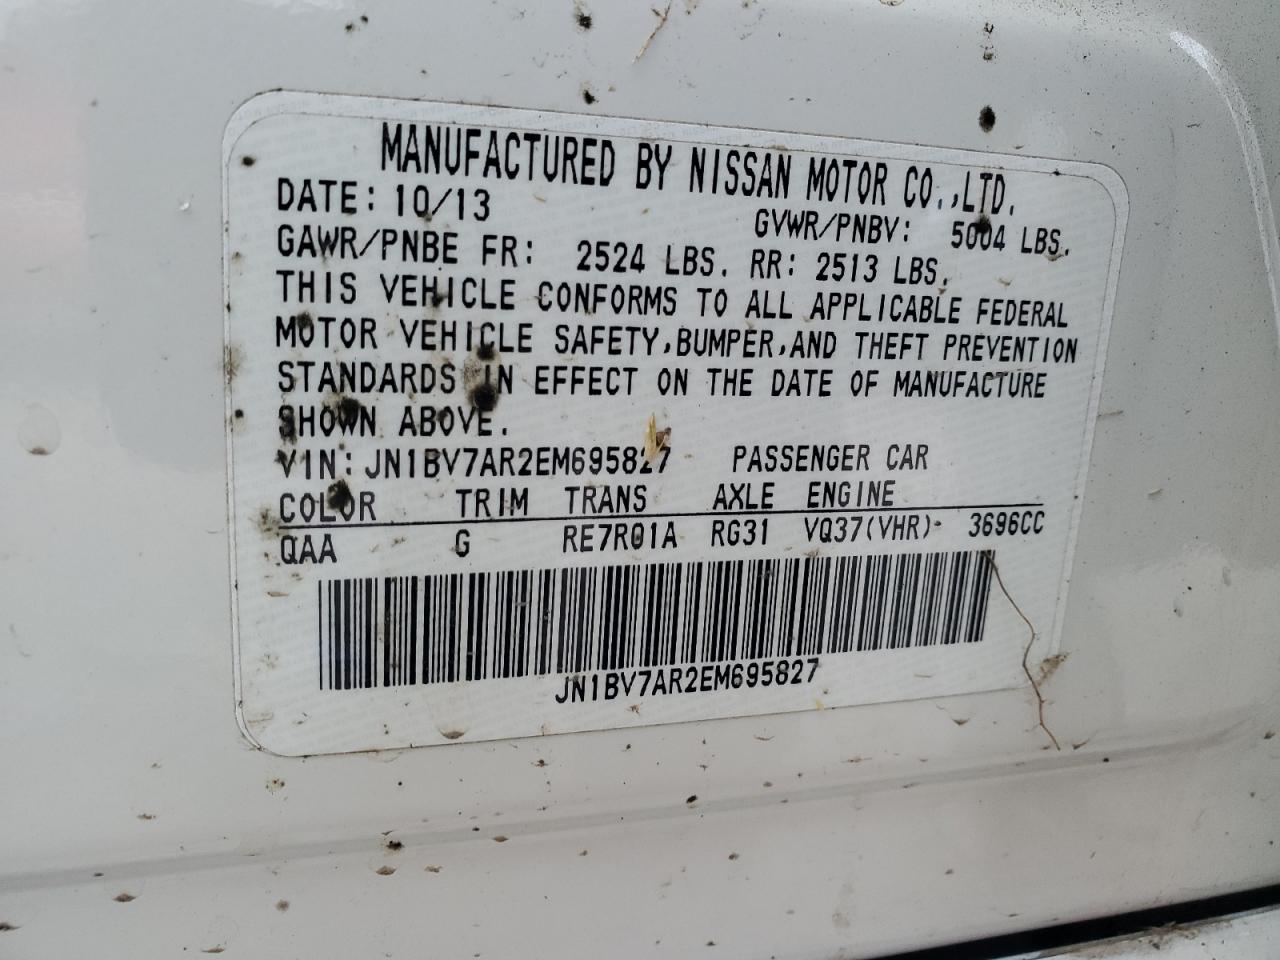 MANUFACTURED BY NISSAN MOTOR CO.,LTD.
DATE: 10/13 GVWR/PNBV: 5004 LBS.
GAWR/PNBE FR: 2524 LBS. RR: 2513 LBS.
THIS VEHICLE CONFORMS TO ALL APPLICABLE FEDERAL
MOTOR VEHICLE SAFETY,BUMPER,AND THEFT PREVENTION
STANDARDS IN EFFECT ON THE DATE OF MANUFACTURE
SHOWN ABOVE.
VIN: JN1BV7AR2EM695827 PASSENGER CAR
COLOR TRIM TRANS AXLE ENGINE
QAA G RE7R01A RG31 VQ37(VHR)- 3696CC
JN1BV7AR2EM695827